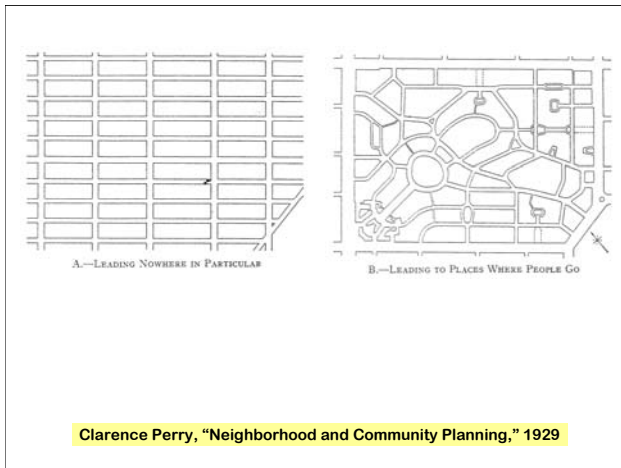 A.—LEADING NOWHERE IN PARTICULAR
B.—LEADING TO PLACES WHERE PEOPLE GO
Clarence Perry, “Neighborhood and Community Planning,” 1929